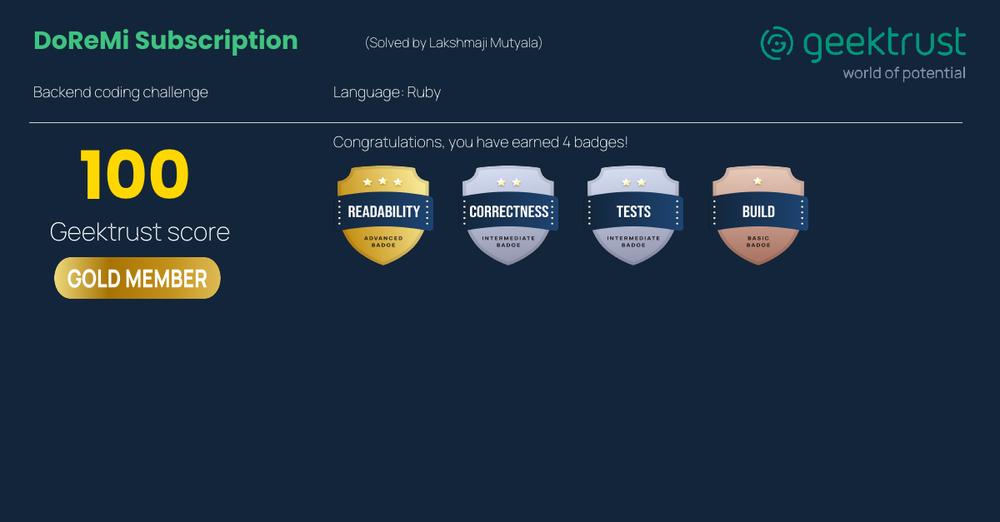 DoReMi Subscription
(Solved by Lakshmaji Mutyala)
geektrust
world of potential
Backend coding challenge
Language: Ruby
100
Geektrust score
GOLD MEMBER
Congratulations, you have earned 4 badges!
READABILITY
ADVANCED
BADGE
CORRECTNESS
INTERMEDIATE
BADGE
TESTS
INTERMEDIATE
BADGE
BUILD
BASIC
BADGE